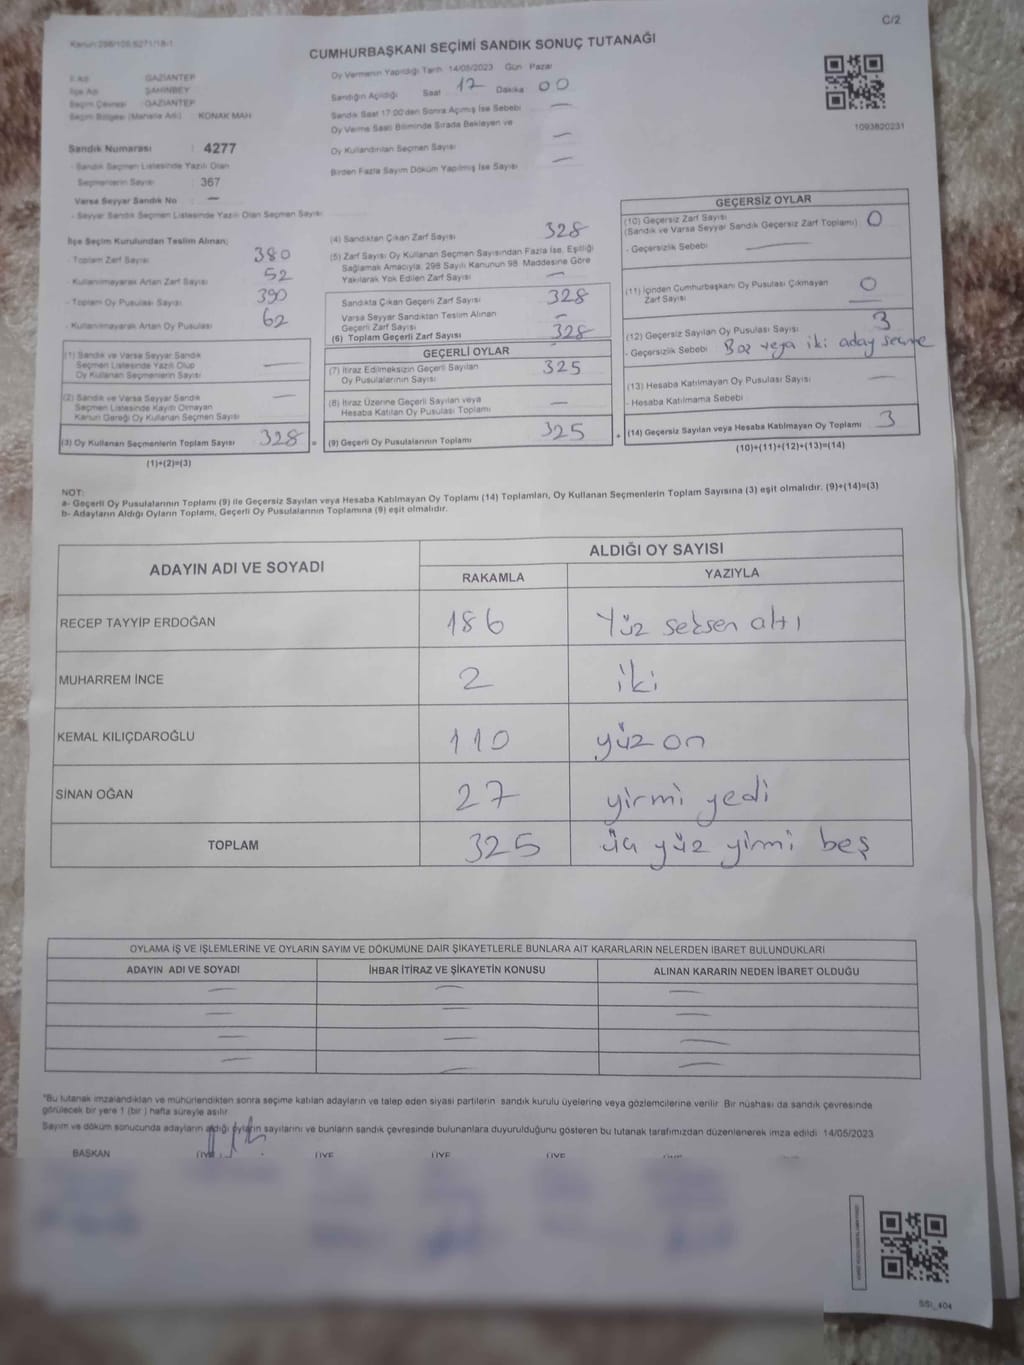 Kanun:298/105;6271/18-1
C/2
CUMHURBAŞKANI SEÇİMİ SANDIK SONUÇ TUTANAĞI
İl Adı GAZİANTEP
İlçe Adı ŞAHİNBEY
Seçim Çevresi GAZİANTEP
Seçim Bölgesi (Mahalle Adı) KONAK MAH
Sandık Numarası : 4277
- Sandık Seçmen Listesinde Yazılı Olan
Seçmenlerin Sayısı : 367
Varsa Seyyar Sandık No : —
- Seyyar Sandık Seçmen Listesinde Yazılı Olan Seçmen Sayısı
Oy Vermenin Yapıldığı Tarih 14/05/2023 Gün Pazar
Sandığın Açıldığı Saat 17 Dakika 00
Sandık Saat 17:00'den Sonra Açılmış İse Sebebi —
Oy Verme Saati Bitiminde Sırada Bekleyen ve
Oy Kullandırılan Seçmen Sayısı —
Birden Fazla Sayım Döküm Yapılmış İse Sayısı —
1093820231
İlçe Seçim Kurulundan Teslim Alınan;
- Toplam Zarf Sayısı 380
- Kullanılmayarak Artan Zarf Sayısı 52
- Toplam Oy Pusulası Sayısı 390
- Kullanılmayarak Artan Oy Pusulası 62
(1) Sandık ve Varsa Seyyar Sandık
Seçmen Listesinde Yazılı Olup
Oy Kullanan Seçmenlerin Sayısı —
(2) Sandık ve Varsa Seyyar Sandık
Seçmen Listesinde Kayıtlı Olmayan
Kanun Gereği Oy Kullanan Seçmen Sayısı —
(3) Oy Kullanan Seçmenlerin Toplam Sayısı 328 =
(1)+(2)=(3)
(4) Sandıktan Çıkan Zarf Sayısı 328
(5) Zarf Sayısı Oy Kullanan Seçmen Sayısından Fazla İse, Eşitliği
Sağlamak Amacıyla, 298 Sayılı Kanunun 98. Maddesine Göre
Yakılarak Yok Edilen Zarf Sayısı —
Sandıkta Çıkan Geçerli Zarf Sayısı 328
Varsa Seyyar Sandıktan Teslim Alınan
Geçerli Zarf Sayısı —
(6) Toplam Geçerli Zarf Sayısı 328
GEÇERLİ OYLAR
(7) İtiraz Edilmeksizin Geçerli Sayılan
Oy Pusulalarının Sayısı 325
(8) İtiraz Üzerine Geçerli Sayılan veya
Hesaba Katılan Oy Pusulası Toplamı —
(9) Geçerli Oy Pusulalarının Toplamı 325 +
GEÇERSİZ OYLAR
(10) Geçersiz Zarf Sayısı
(Sandık ve Varsa Seyyar Sandık Geçersiz Zarf Toplamı) 0
- Geçersizlik Sebebi —
(11) İçinden Cumhurbaşkanı Oy Pusulası Çıkmayan
Zarf Sayısı 0
(12) Geçersiz Sayılan Oy Pusulası Sayısı 3
- Geçersizlik Sebebi Boz veya iki aday seçme
(13) Hesaba Katılmayan Oy Pusulası Sayısı —
- Hesaba Katılmama Sebebi
(14) Geçersiz Sayılan veya Hesaba Katılmayan Oy Toplamı 3
(10)+(11)+(12)+(13)=(14)
NOT:
a- Geçerli Oy Pusulalarının Toplamı (9) ile Geçersiz Sayılan veya Hesaba Katılmayan Oy Toplamı (14) Toplamları, Oy Kullanan Seçmenlerin Toplam Sayısına (3) eşit olmalıdır. (9)+(14)=(3)
b- Adayların Aldığı Oyların Toplamı, Geçerli Oy Pusulalarının Toplamına (9) eşit olmalıdır.
ADAYIN ADI VE SOYADI
ALDIĞI OY SAYISI
RAKAMLA YAZIYLA
RECEP TAYYİP ERDOĞAN 186 Yüz seksen altı
MUHARREM İNCE 2 iki
KEMAL KILIÇDAROĞLU 110 yüz on
SİNAN OĞAN 27 yirmi yedi
TOPLAM 325 üç yüz yirmi beş
OYLAMA İŞ VE İŞLEMLERİNE VE OYLARIN SAYIM VE DÖKÜMÜNE DAİR ŞİKAYETLERLE BUNLARA AİT KARARLARIN NELERDEN İBARET BULUNDUKLARI
ADAYIN ADI VE SOYADI İHBAR İTİRAZ VE ŞİKAYETİN KONUSU ALINAN KARARIN NEDEN İBARET OLDUĞU
— — —
— — —
— — —
— — —
*Bu tutanak imzalandıktan ve mühürlendikten sonra seçime katılan adayların ve talep eden siyasi partilerin sandık kurulu üyelerine veya gözlemcilerine verilir. Bir nüshası da sandık çevresinde
görülecek bir yere 1 (bir) hafta süreyle asılır.
Sayım ve döküm sonucunda adayların aldığı oyların sayılarını ve bunların sandık çevresinde bulunanlara duyurulduğunu gösteren bu tutanak tarafımızdan düzenlenerek imza edildi. 14/05/2023
BAŞKAN ÜYE ÜYE ÜYE ÜYE
SSİ_404